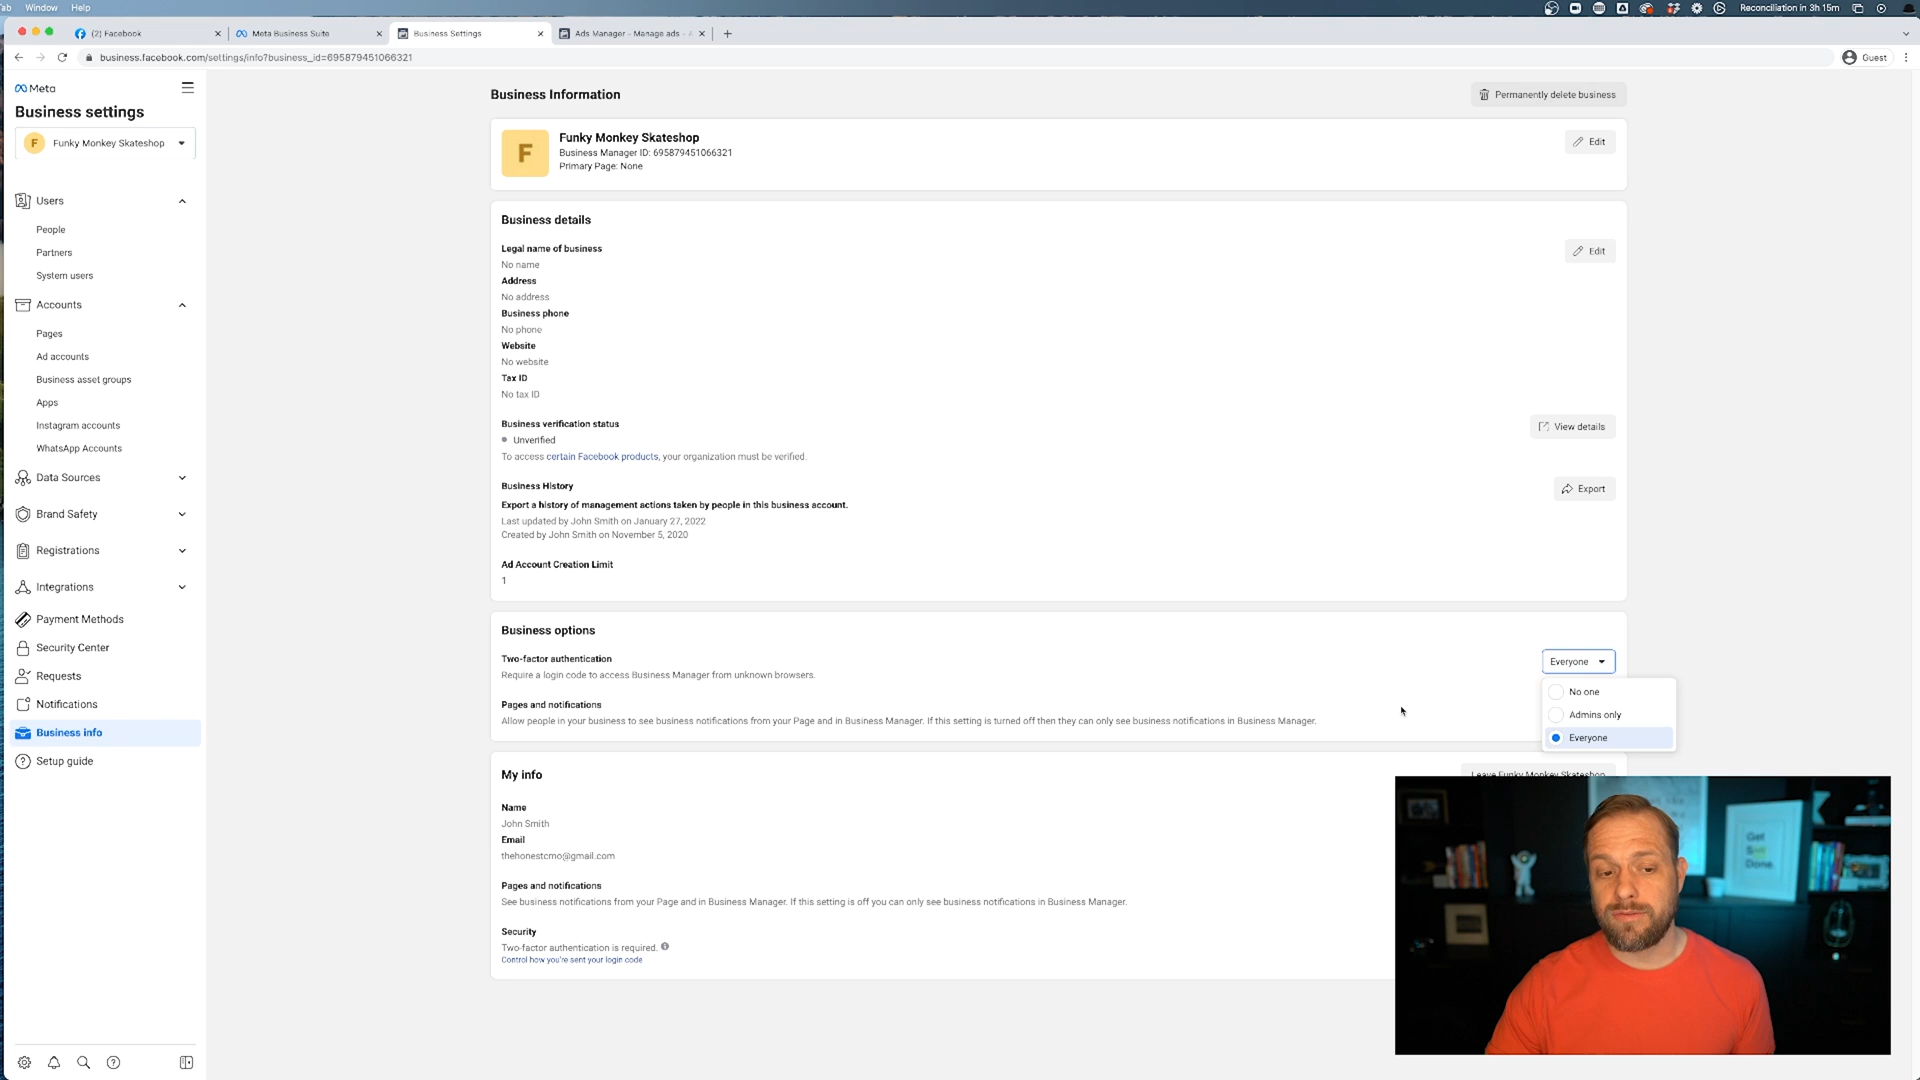 Tab Window Help
Reconciliation in 3h 15m
(2) Facebook
Meta Business Suite
Business Settings
Ads Manager - Manage ads - A
business.facebook.com/settings/info?business_id=695879451066321
Guest
Meta
Business settings
F Funky Monkey Skateshop
Users
People
Partners
System users
Accounts
Pages
Ad accounts
Business asset groups
Apps
Instagram accounts
WhatsApp Accounts
Data Sources
Brand Safety
Registrations
Integrations
Payment Methods
Security Center
Requests
Notifications
Business info
Setup guide
Business Information
Permanently delete business
F
Funky Monkey Skateshop
Business Manager ID: 695879451066321
Primary Page: None
Edit
Business details
Legal name of business
No name
Edit
Address
No address
Business phone
No phone
Website
No website
Tax ID
No tax ID
Business verification status
Unverified
To access certain Facebook products, your organization must be verified.
View details
Business History
Export a history of management actions taken by people in this business account.
Last updated by John Smith on January 27, 2022
Created by John Smith on November 5, 2020
Export
Ad Account Creation Limit
1
Business options
Two-factor authentication
Require a login code to access Business Manager from unknown browsers.
Everyone
No one
Admins only
Everyone
Pages and notifications
Allow people in your business to see business notifications from your Page and in Business Manager. If this setting is turned off then they can only see business notifications in Business Manager.
My info
Leave Funky Monkey Skateshop
Name
John Smith
Email
thehonestcmo@gmail.com
Pages and notifications
See business notifications from your Page and in Business Manager. If this setting is off you can only see business notifications in Business Manager.
Security
Two-factor authentication is required.
Control how you're sent your login code
Get
Done.